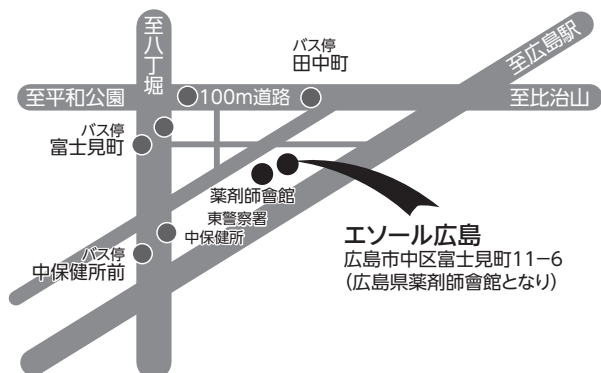 至八丁堀
バス停
田中町
至広島駅
至平和公園
100m道路
至比治山
バス停
富士見町
薬剤師會館
東警察署
中保健所
バス停
中保健所前
エソール広島
広島市中区富士見町11−6
(広島県薬剤師會館となり)